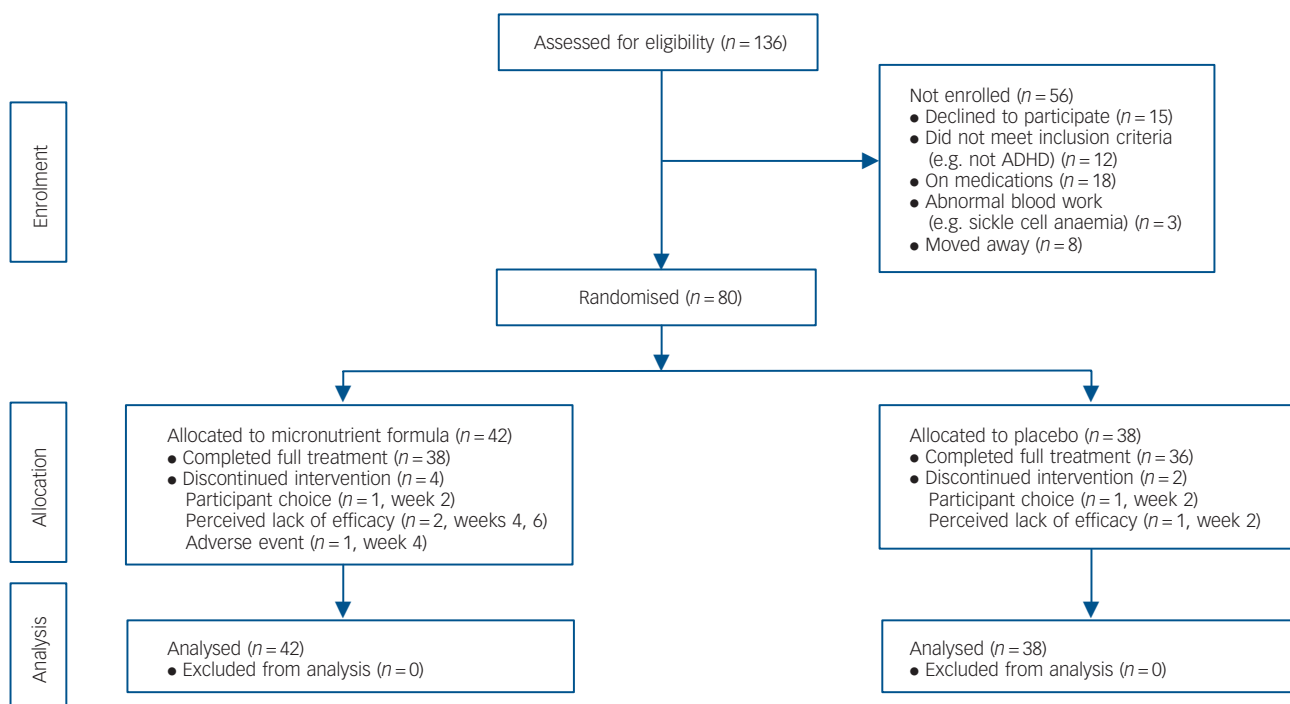 Assessed for eligibility (n = 136)
Enrolment
Not enrolled (n = 56)
● Declined to participate (n = 15)
● Did not meet inclusion criteria
(e.g. not ADHD) (n = 12)
● On medications (n = 18)
● Abnormal blood work
(e.g. sickle cell anaemia) (n = 3)
● Moved away (n = 8)
Randomised (n = 80)
Allocation
Allocated to micronutrient formula (n = 42)
● Completed full treatment (n = 38)
● Discontinued intervention (n = 4)
Participant choice (n = 1, week 2)
Perceived lack of efficacy (n = 2, weeks 4, 6)
Adverse event (n = 1, week 4)
Allocated to placebo (n = 38)
● Completed full treatment (n = 36)
● Discontinued intervention (n = 2)
Participant choice (n = 1, week 2)
Perceived lack of efficacy (n = 1, week 2)
Analysis
Analysed (n = 42)
● Excluded from analysis (n = 0)
Analysed (n = 38)
● Excluded from analysis (n = 0)